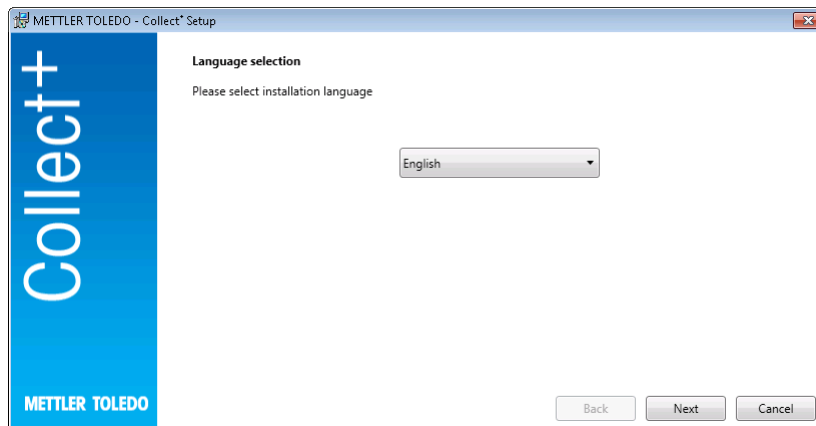 METTLER TOLEDO - Collect+ Setup
Collect+
Language selection
Please select installation language
English
METTLER TOLEDO
Back
Next
Cancel